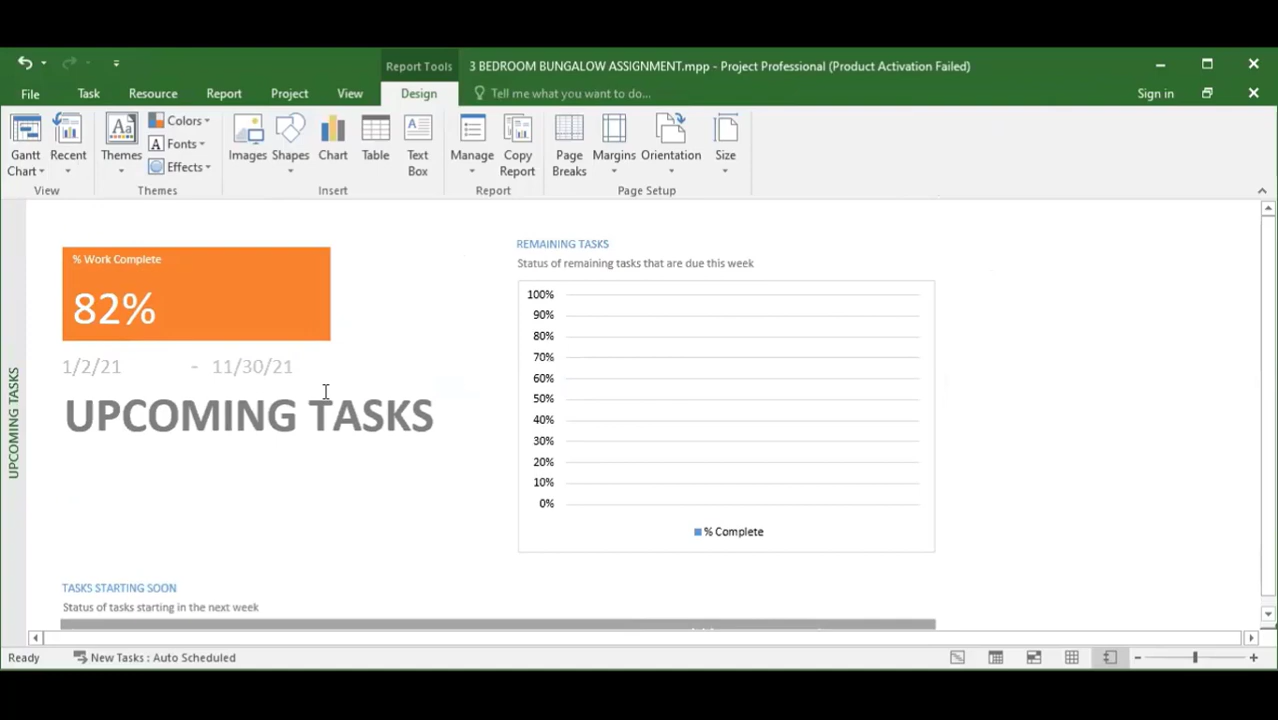 Report Tools
3 BEDROOM BUNGALOW ASSIGNMENT.mpp - Project Professional (Product Activation Failed)
File Task Resource Report Project View Design Tell me what you want to do... Sign in
Gantt Chart
Recent
Themes
Colors
Fonts
Effects
Images
Shapes
Chart
Table
Text Box
Manage
Copy Report
Page Breaks
Margins
Orientation
Size
View Themes Insert Report Page Setup
UPCOMING TASKS
% Work Complete
82%
1/2/21 - 11/30/21
UPCOMING TASKS
REMAINING TASKS
Status of remaining tasks that are due this week
100%
90%
80%
70%
60%
50%
40%
30%
20%
10%
0%
% Complete
TASKS STARTING SOON
Status of tasks starting in the next week
Ready New Tasks : Auto Scheduled